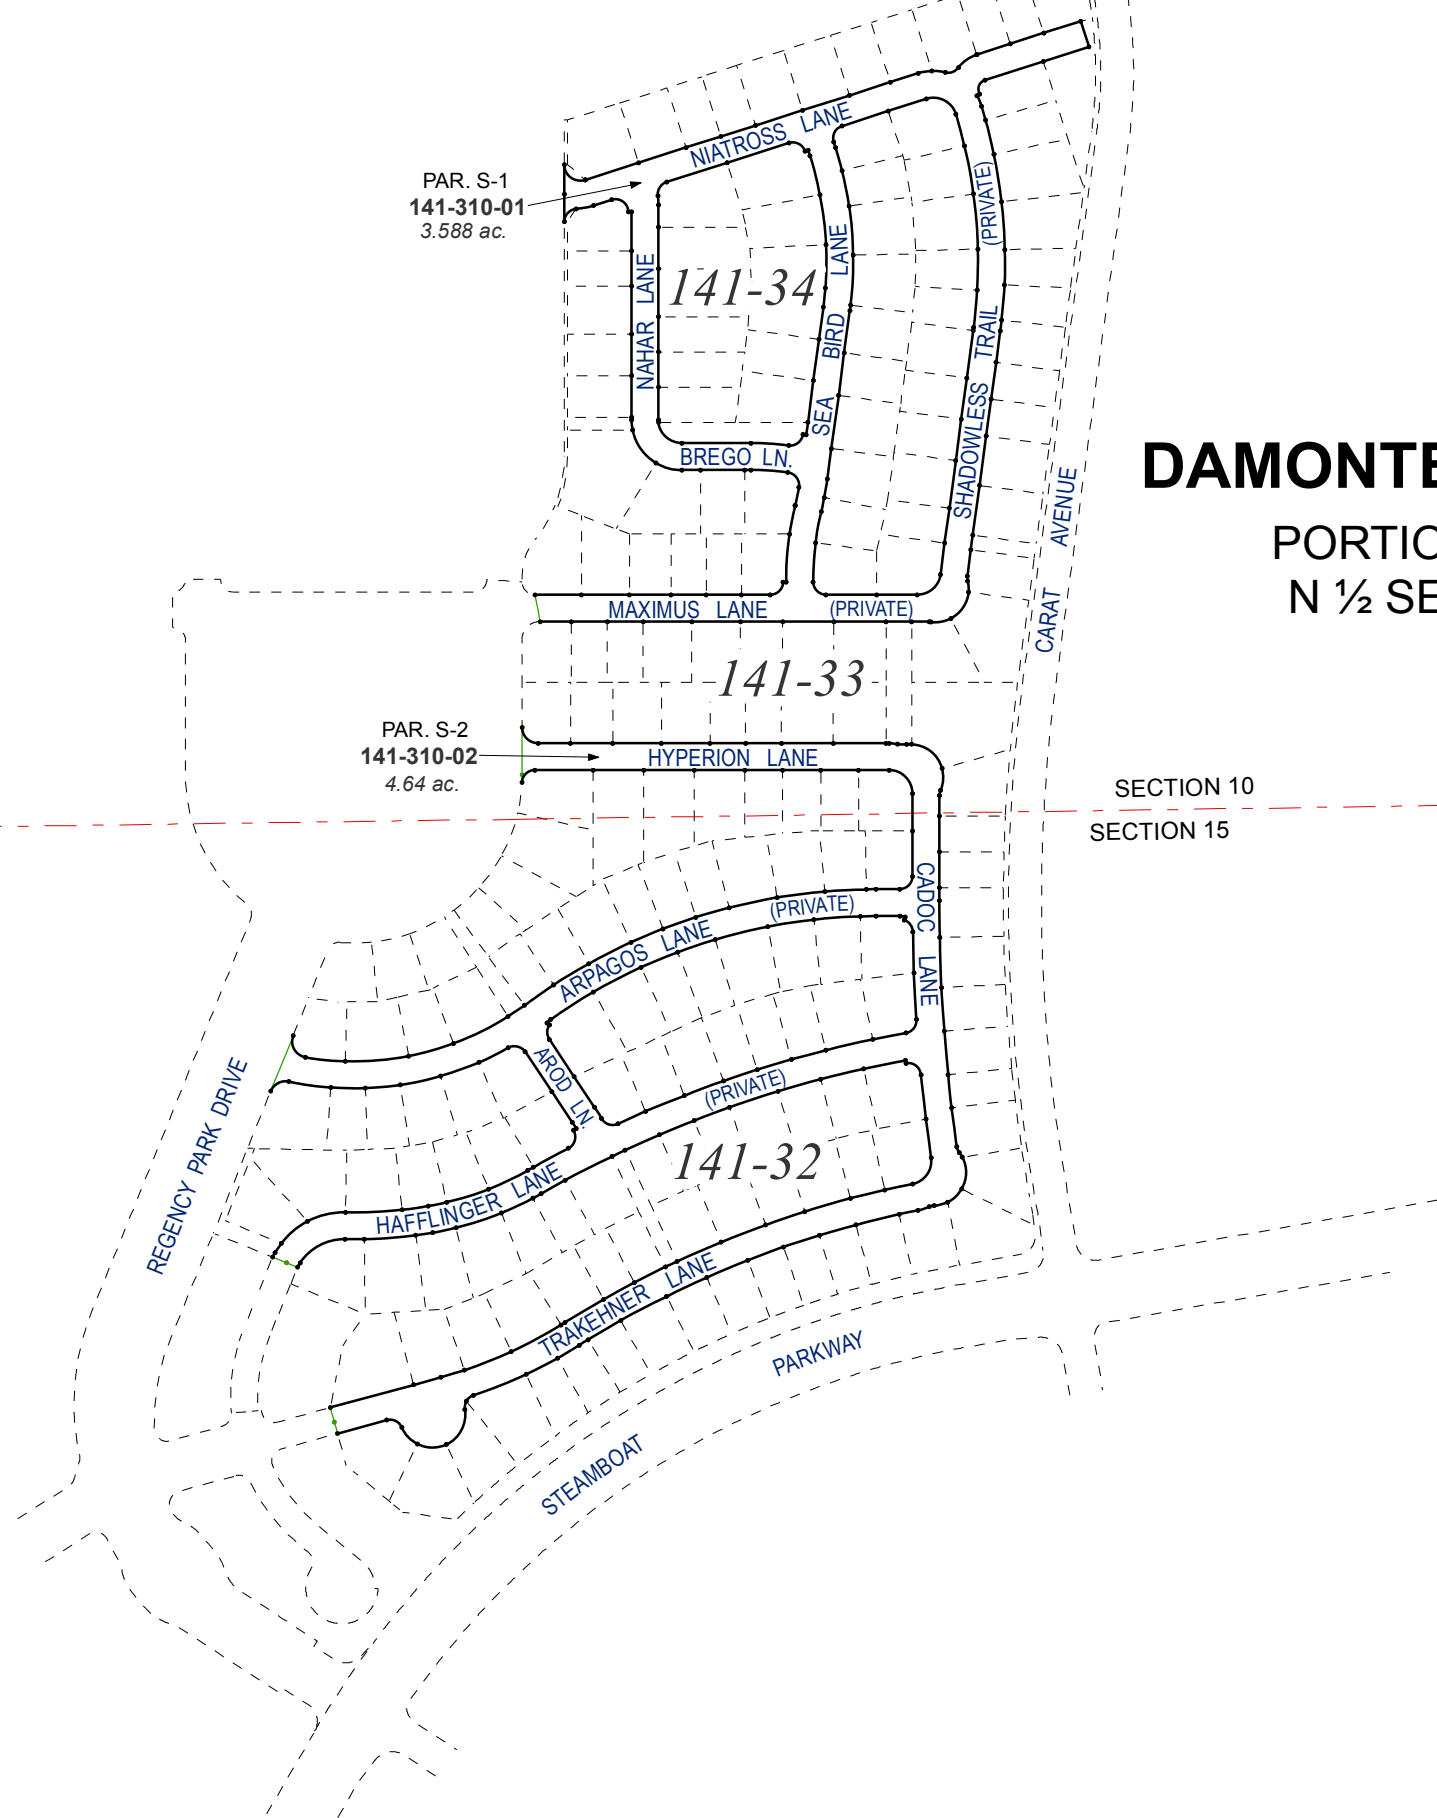 NIATROSS LANE
PAR. S-1
141-310-01
3.588 ac.
(PRIVATE)
NAHAR LANE
141-34
SEA BIRD LANE
SHADOWLESS TRAIL
BREGO LN.
DAMONTE
PORTIO
N ½ SE
CARAT AVENUE
MAXIMUS LANE (PRIVATE)
141-33
PAR. S-2
141-310-02
4.64 ac.
HYPERION LANE
SECTION 10
SECTION 15
CADOC LANE
ARPAGOS LANE (PRIVATE)
AROD LN.
(PRIVATE)
REGENCY PARK DRIVE
141-32
HAFFLINGER LANE
TRAKEHNER LANE
STEAMBOAT PARKWAY